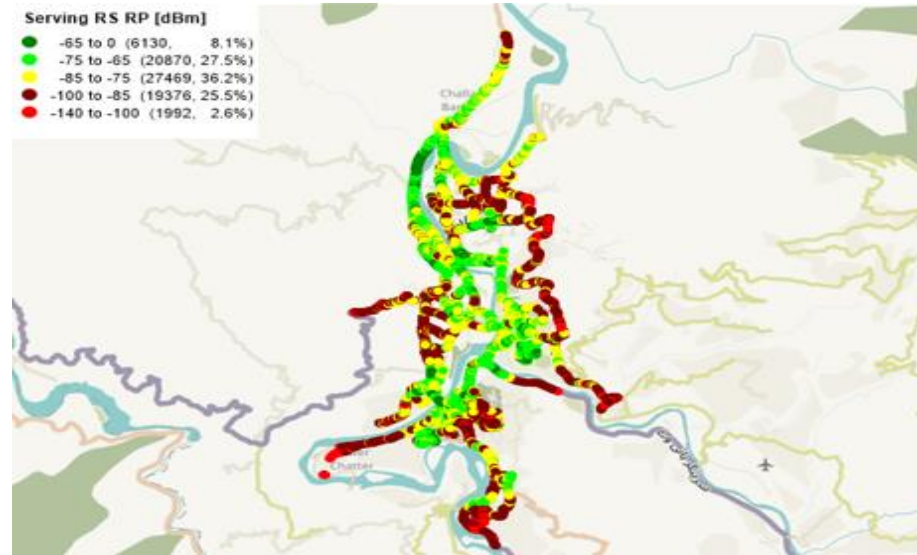 Serving RS RP [dBm]
-65 to 0 (6130, 8.1%)
-75 to -65 (20870, 27.5%)
-85 to -75 (27469, 36.2%)
-100 to -85 (19376, 25.5%)
-140 to -100 (1992, 2.6%)
Chatter